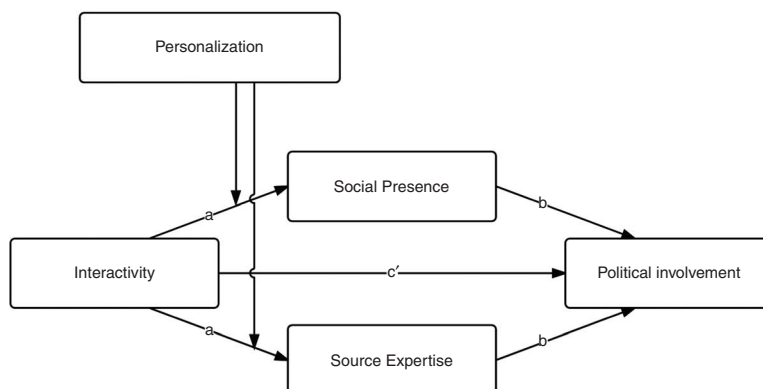 Personalization
Social Presence
a
b
Interactivity
c′
Political involvement
a
b
Source Expertise